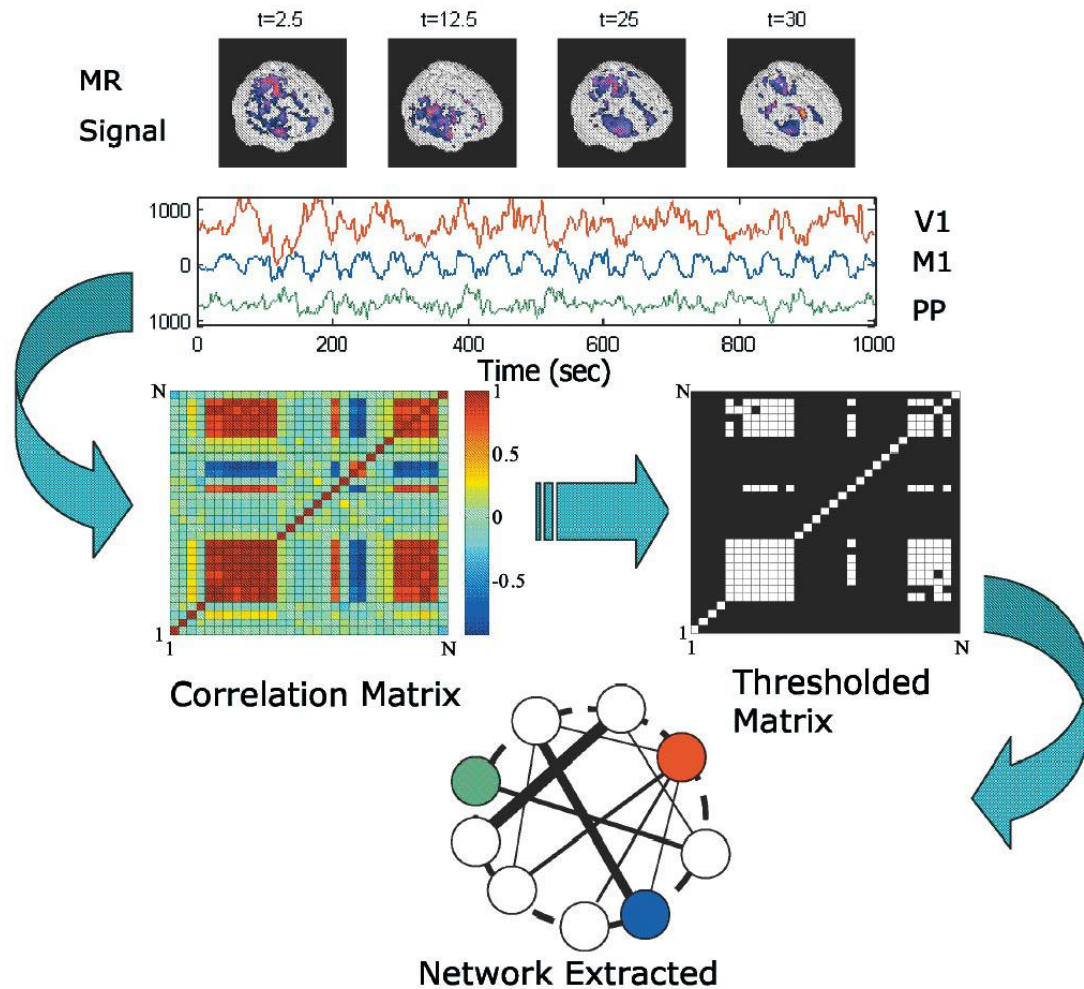 t=2.5 t=12.5 t=25 t=30
MR
Signal
1000
0
1000
V1
M1
PP
0 200 400 600 800 1000
Time (sec)
N
1
1 N
1
0.5
0
-0.5
N
1
1 N
Correlation Matrix
Thresholded
Matrix
Network Extracted